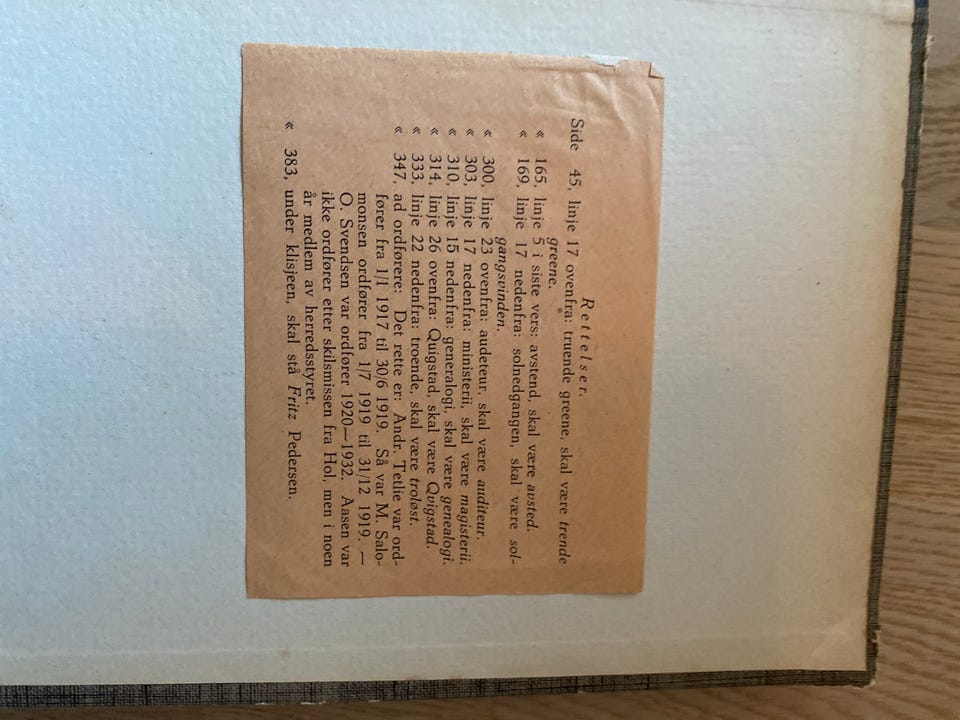 Rettelser.
Side 45, linje 17 ovenfra: truende greene, skal være trende
greene.
« 165, linje 5 i siste vers: avstend, skal være avsted.
« 169, linje 17 nedenfra: solnedgangen, skal være sol-
gangsvinden.
« 300, linje 23 ovenfra: audeteur, skal være auditeur.
« 303, linje 17 nedenfra: ministerii, skal være magisterii.
« 310, linje 15 nedenfra: generalogi, skal være genealogi.
« 314, linje 26 ovenfra: Quigstad, skal være Qvigstad.
« 333, linje 22 nedenfra: troende, skal være troløst.
« 347, ad ordførere: Det rette er: Andr. Tetlie var ord-
fører fra 1/1 1917 til 30/6 1919. Så var M. Salo-
monsen ordfører fra 1/7 1919 til 31/12 1919. —
O. Svendsen var ordfører 1920—1932. Aasen var
ikke ordfører etter skilsmissen fra Hol, men i noen
år medlem av herredsstyret.
« 383, under klisjeen, skal stå Fritz Pedersen.